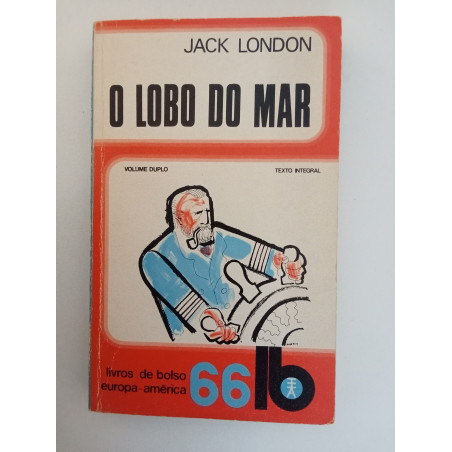 JACK LONDON
O LOBO DO MAR
VOLUME DUPLO TEXTO INTEGRAL
livros de bolso
europa-américa
66 lb